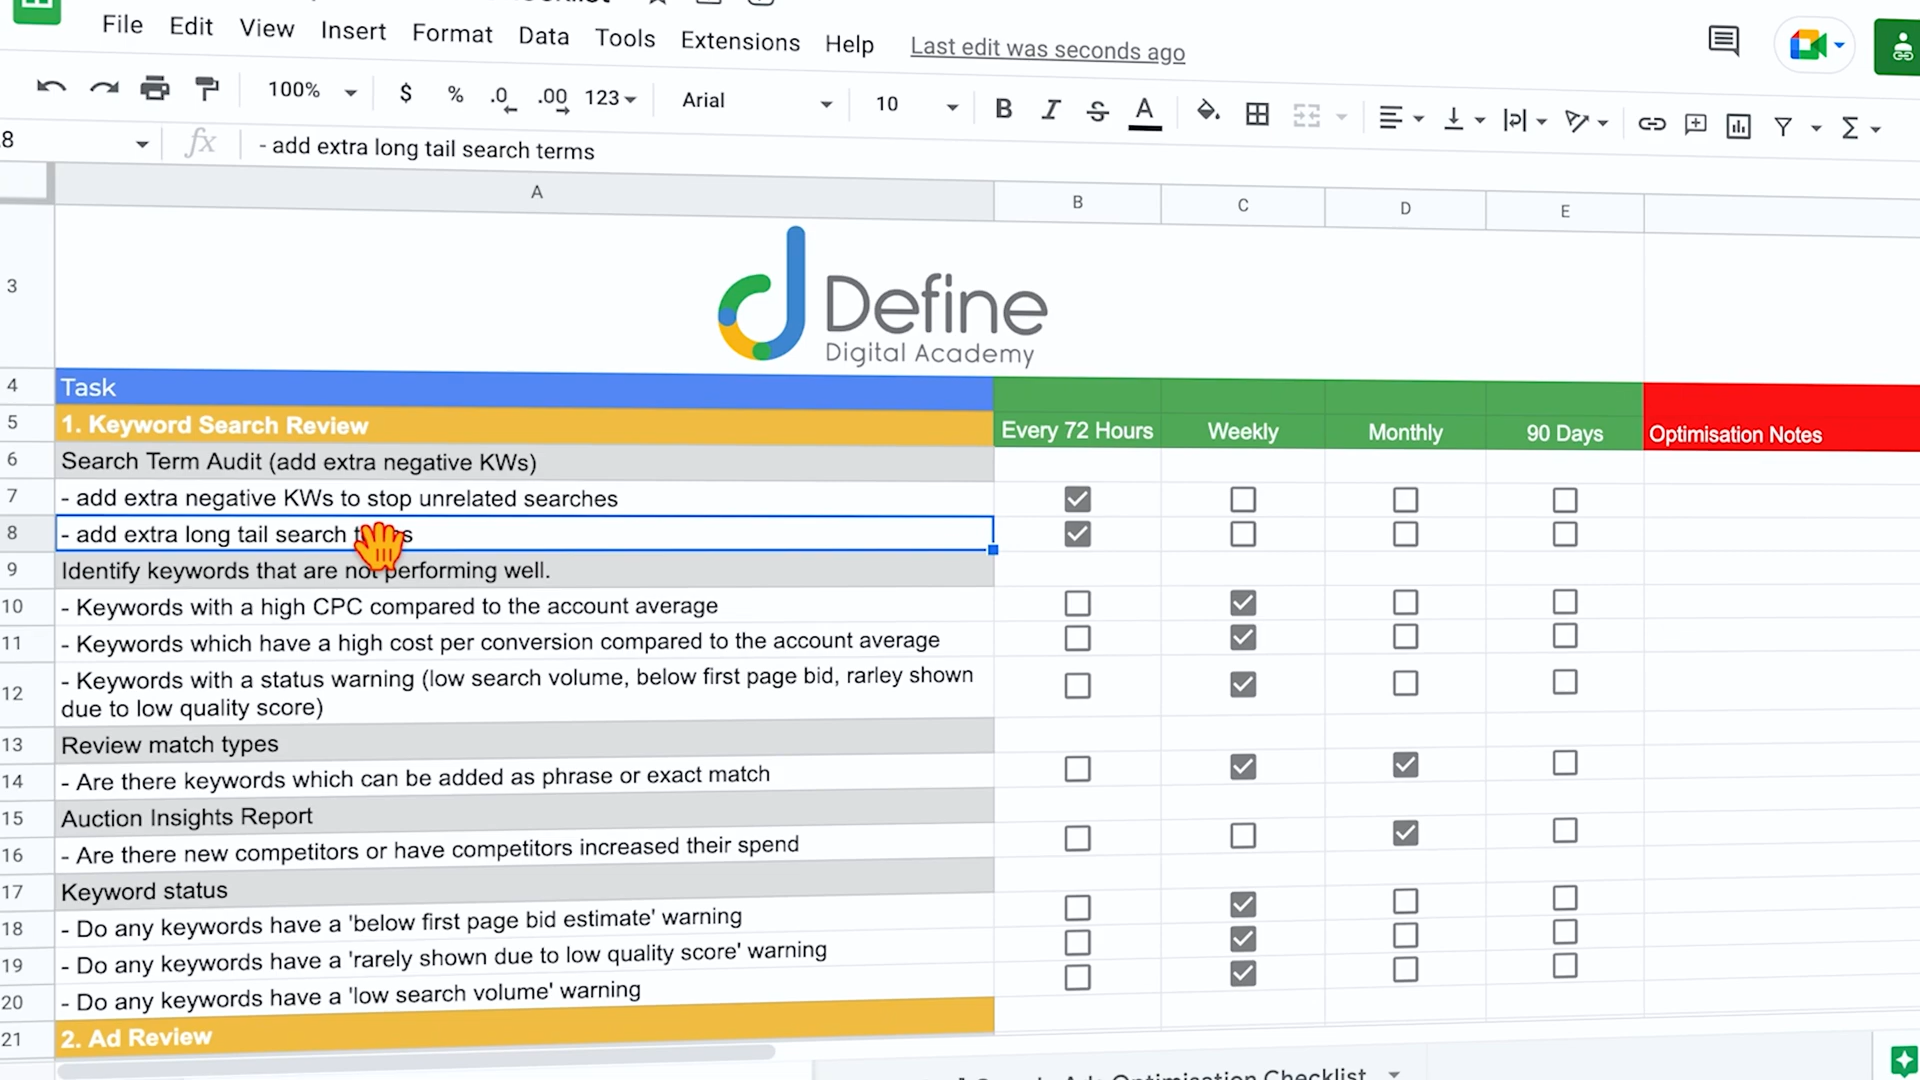 File Edit View Insert Format Data Tools Extensions Help Last edit was seconds ago
100% $ % .0 .00 123 Arial 10 B I S A
8 fx - add extra long tail search terms
A B C D E
3
Define
Digital Academy
4 Task
5 1. Keyword Search Review Every 72 Hours Weekly Monthly 90 Days Optimisation Notes
6 Search Term Audit (add extra negative KWs)
7 - add extra negative KWs to stop unrelated searches
8 - add extra long tail search
9 Identify keywords that are not performing well.
10 - Keywords with a high CPC compared to the account average
11 - Keywords which have a high cost per conversion compared to the account average
12 - Keywords with a status warning (low search volume, below first page bid, rarley shown
due to low quality score)
13 Review match types
14 - Are there keywords which can be added as phrase or exact match
15 Auction Insights Report
16 - Are there new competitors or have competitors increased their spend
17 Keyword status
18 - Do any keywords have a 'below first page bid estimate' warning
19 - Do any keywords have a 'rarely shown due to low quality score' warning
20 - Do any keywords have a 'low search volume' warning
21 2. Ad Review
Optimisation Checklist